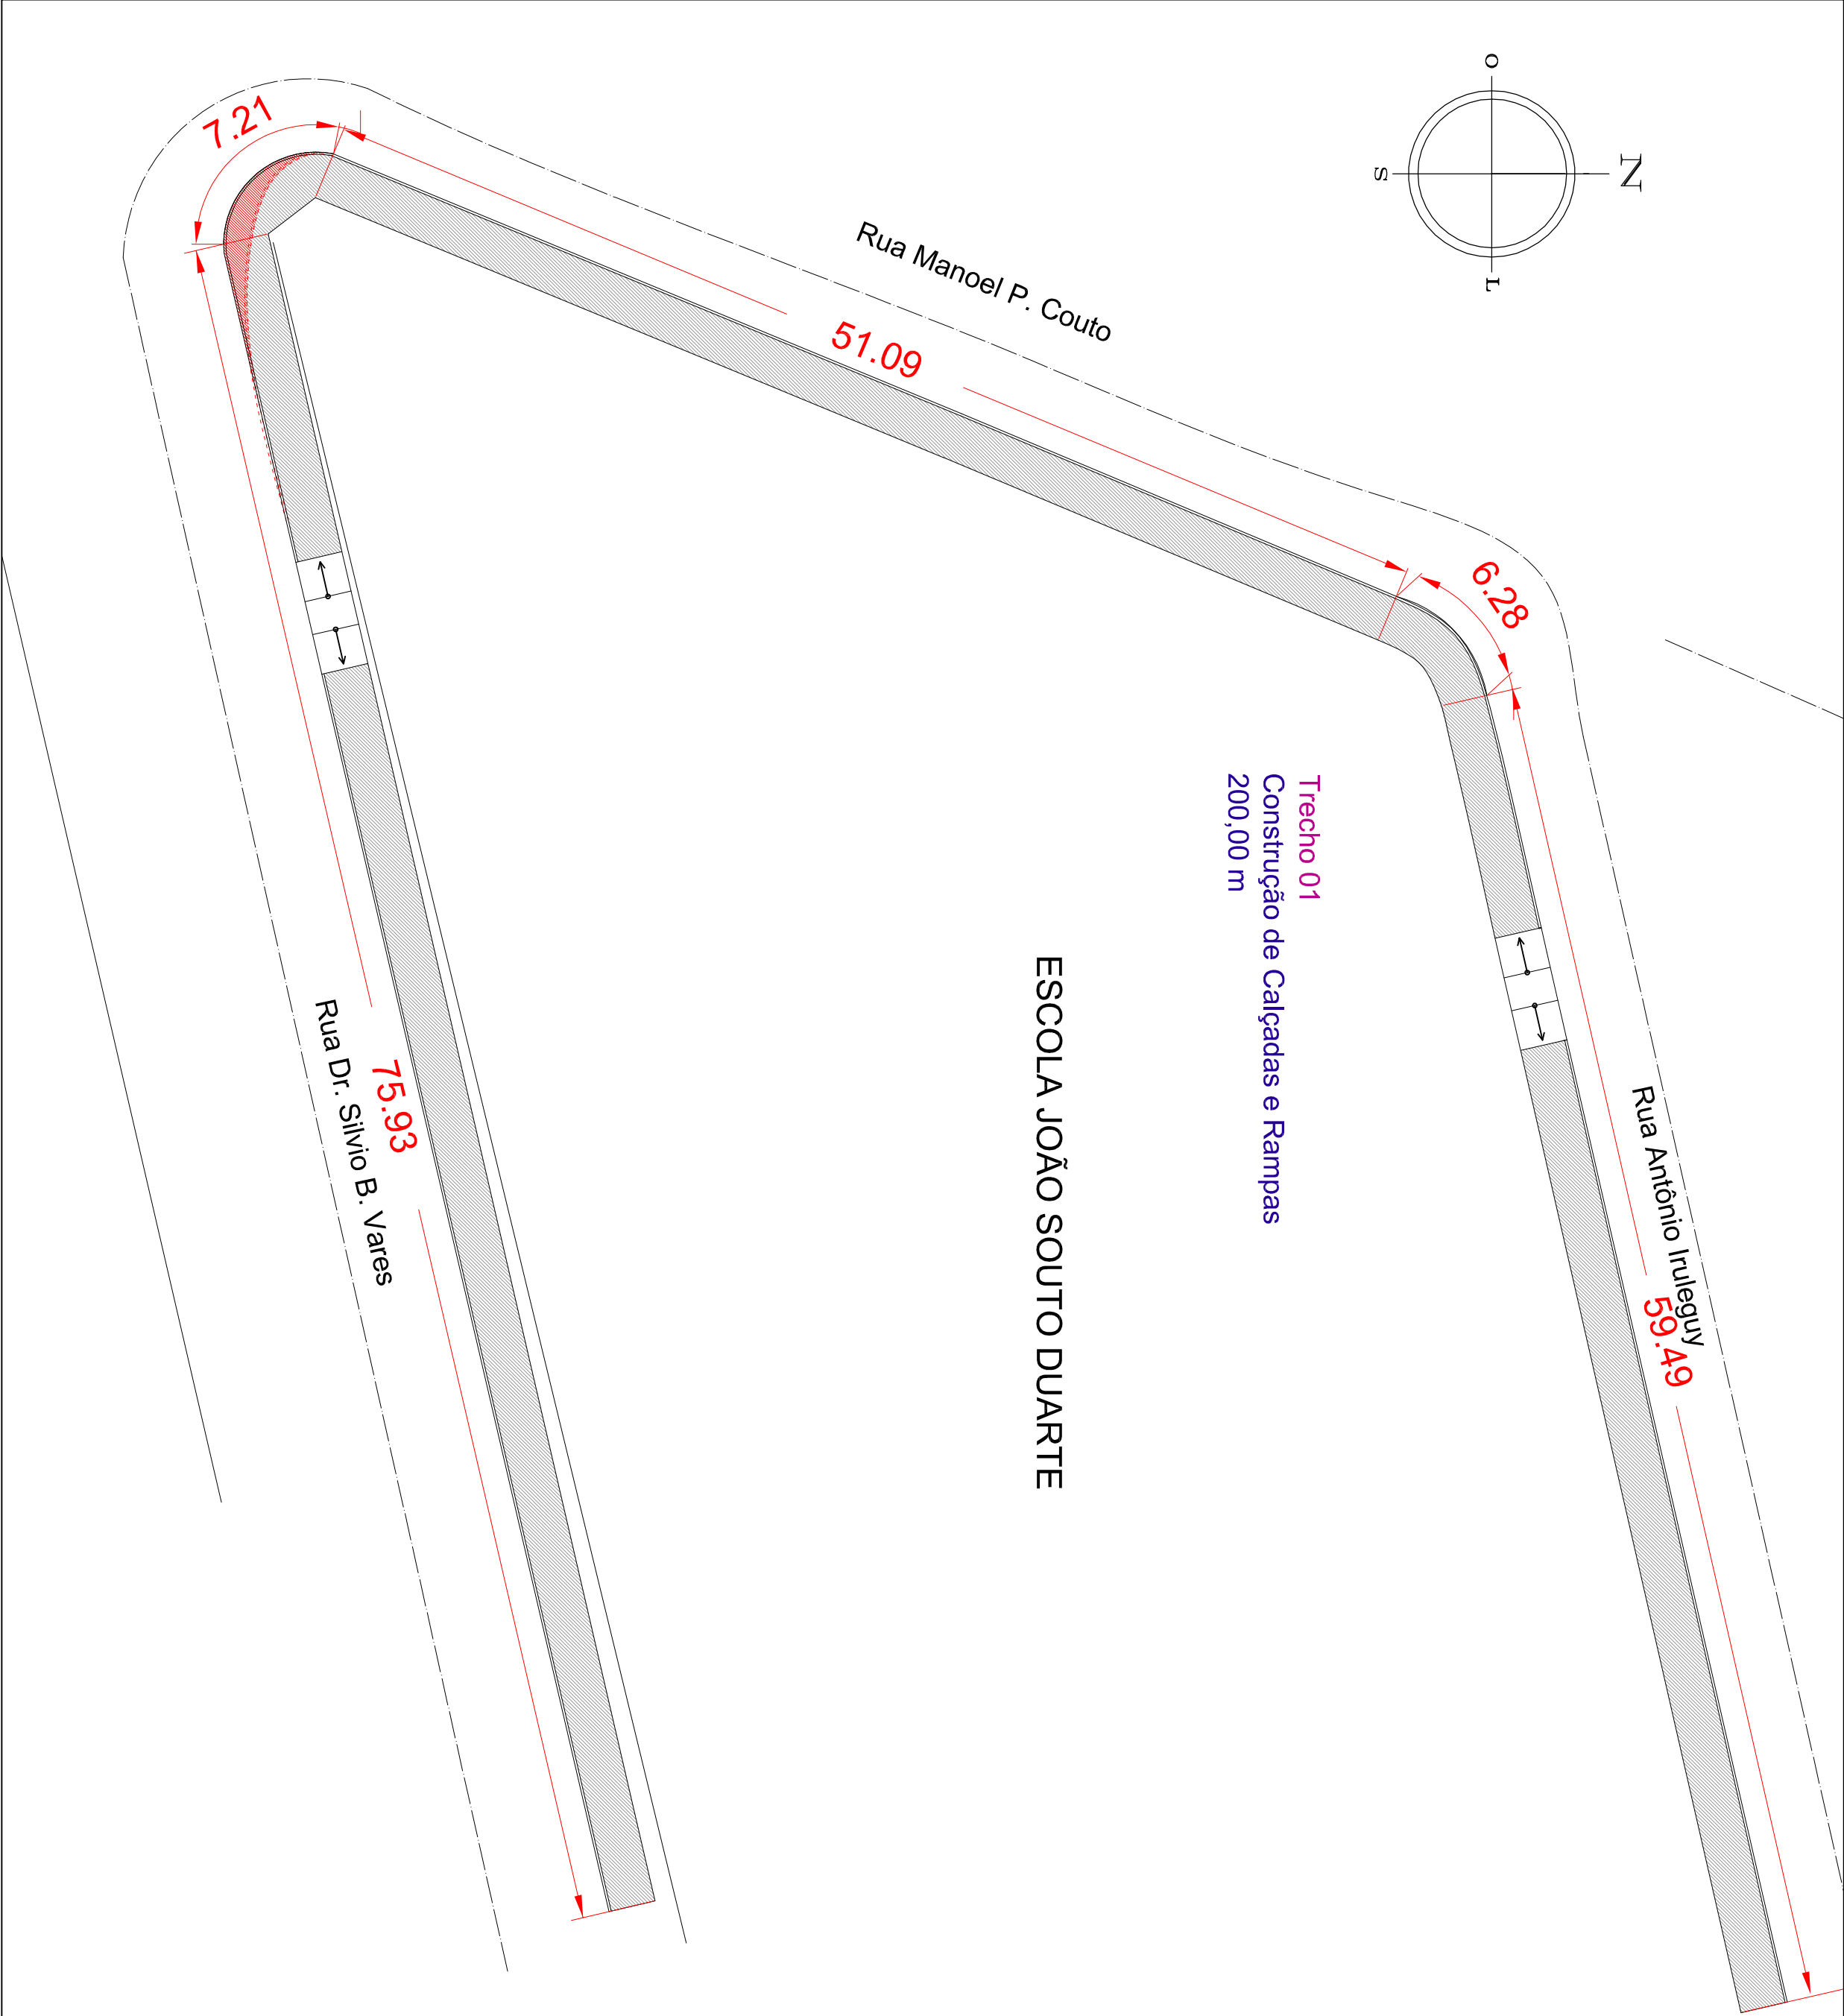 O
N
S
L
7.21
Rua Manoel P. Couto
51.09
6.28
Trecho 01
Construção de Calçadas e Rampas
200,00 m
ESCOLA JOÃO SOUTO DUARTE
Rua Antônio Iruleguy
59.49
75.93
Rua Dr. Silvio B. Vares